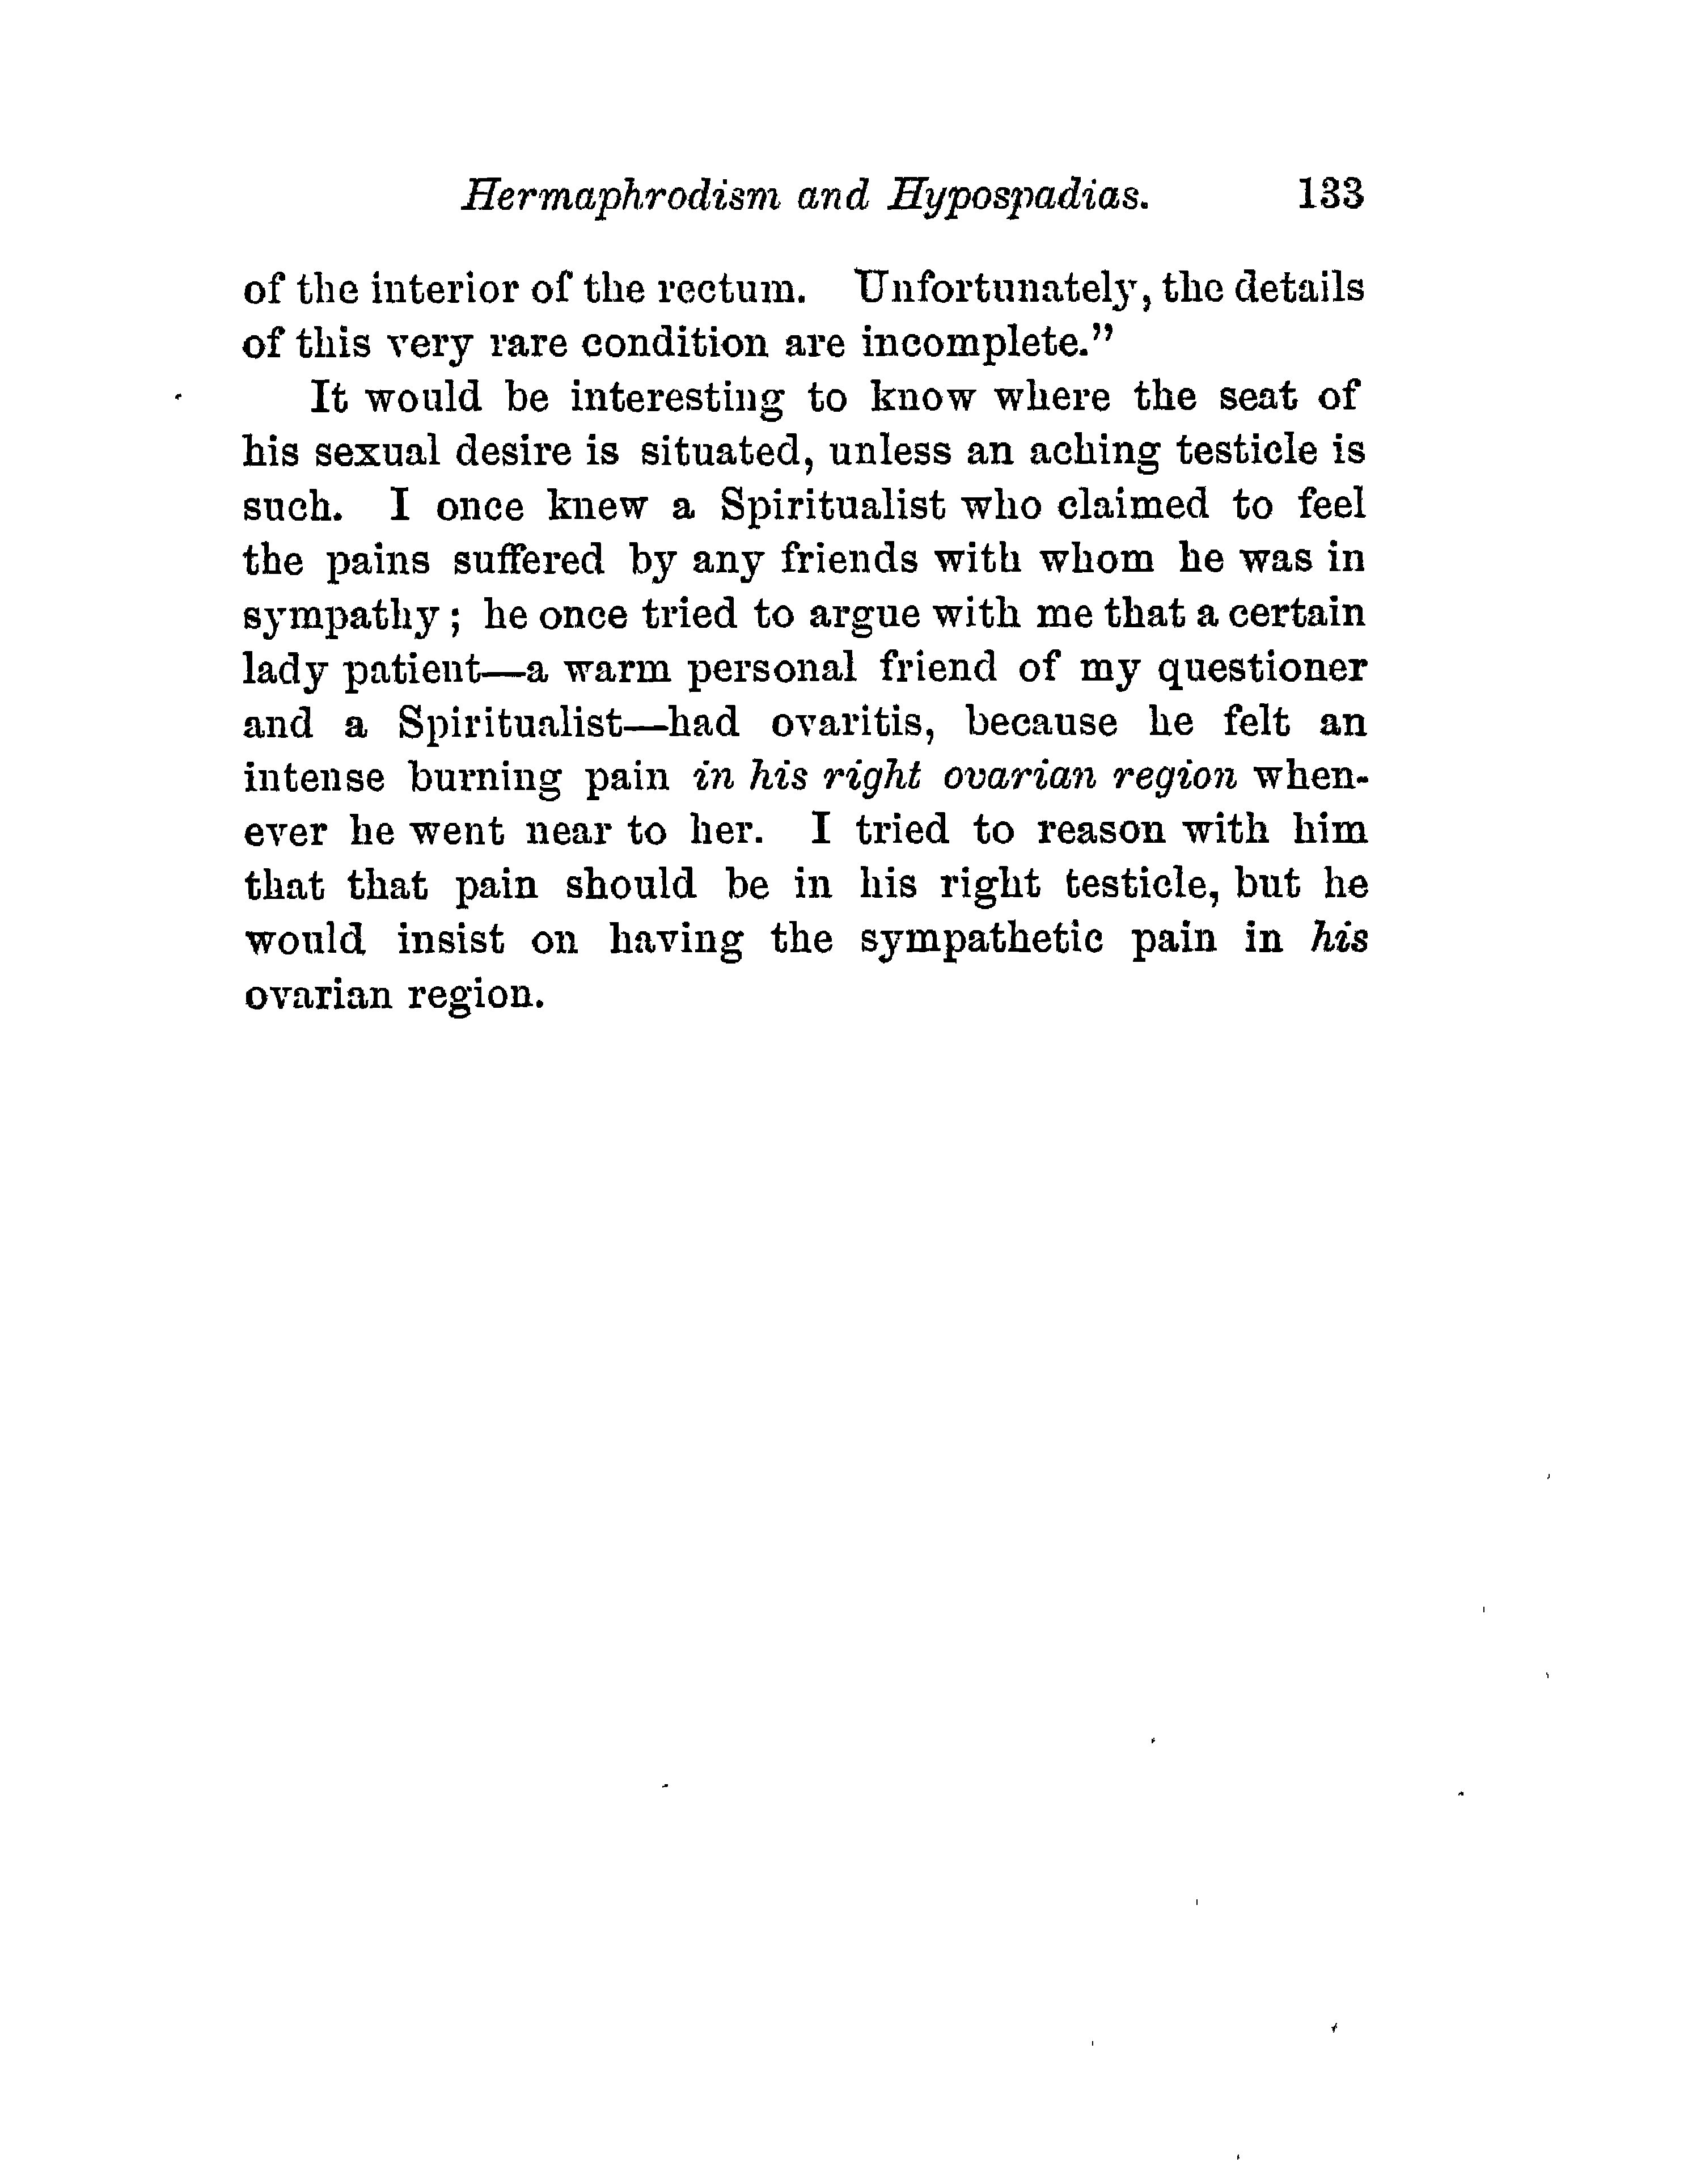 Hermaphrodism and Hypospadias. 133
of the interior of the rectum. Unfortunately, the details
of this very rare condition are incomplete."
It would be interesting to know where the seat of
his sexual desire is situated, unless an aching testicle is
such. I once knew a Spiritualist who claimed to feel
the pains suffered by any friends with whom he was in
sympathy; he once tried to argue with me that a certain
lady patient—a warm personal friend of my questioner
and a Spiritualist—had ovaritis, because he felt an
intense burning pain in his right ovarian region when-
ever he went near to her. I tried to reason with him
that that pain should be in his right testicle, but he
would insist on having the sympathetic pain in his
ovarian region.